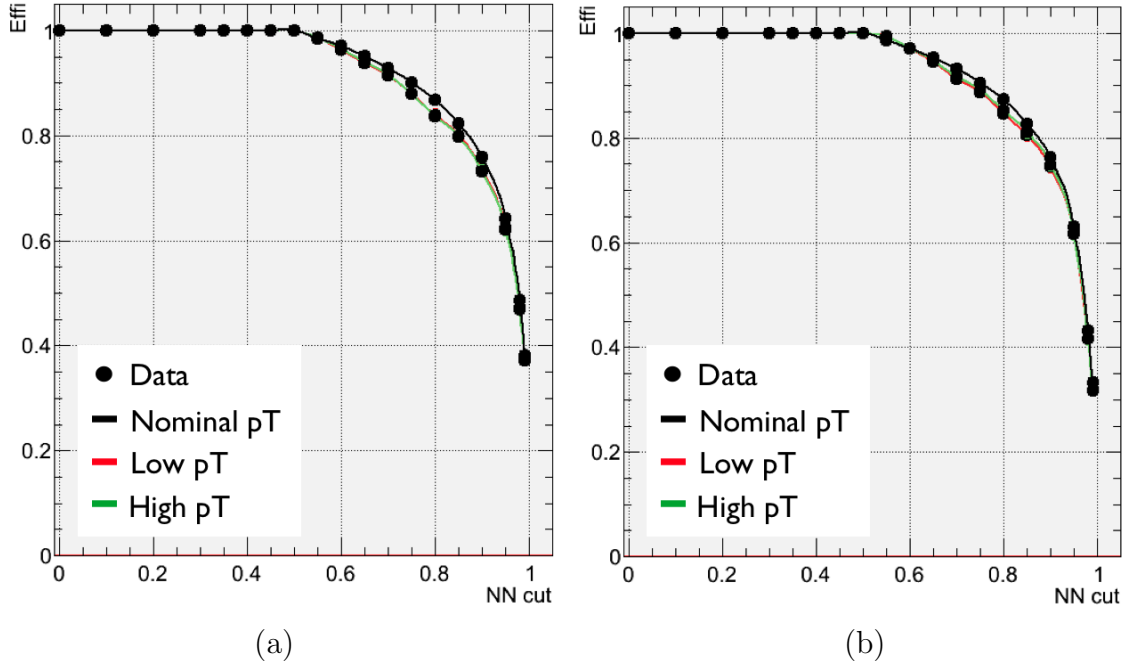 Effi
1
0.8
0.6
0.4
0.2
0
0 0.2 0.4 0.6 0.8 1
NN cut
Data
Nominal pT
Low pT
High pT
(a)
Effi
1
0.8
0.6
0.4
0.2
0
0 0.2 0.4 0.6 0.8 1
NN cut
Data
Nominal pT
Low pT
High pT
(b)